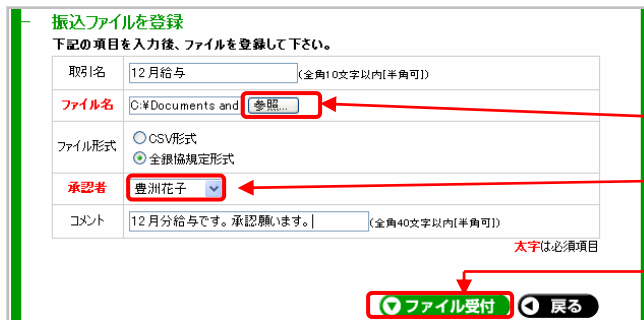 振込ファイルを登録
下記の項目を入力後、ファイルを登録して下さい。
取引名 12月給与 (全角10文字以内[半角可])
ファイル名 C:¥Documents and 参照...
ファイル形式 CSV形式
全銀協規定形式
承認者 豊洲花子
コメント 12月分給与です。承認願います。 (全角40文字以内[半角可])
太字は必須項目
ファイル受付 戻る